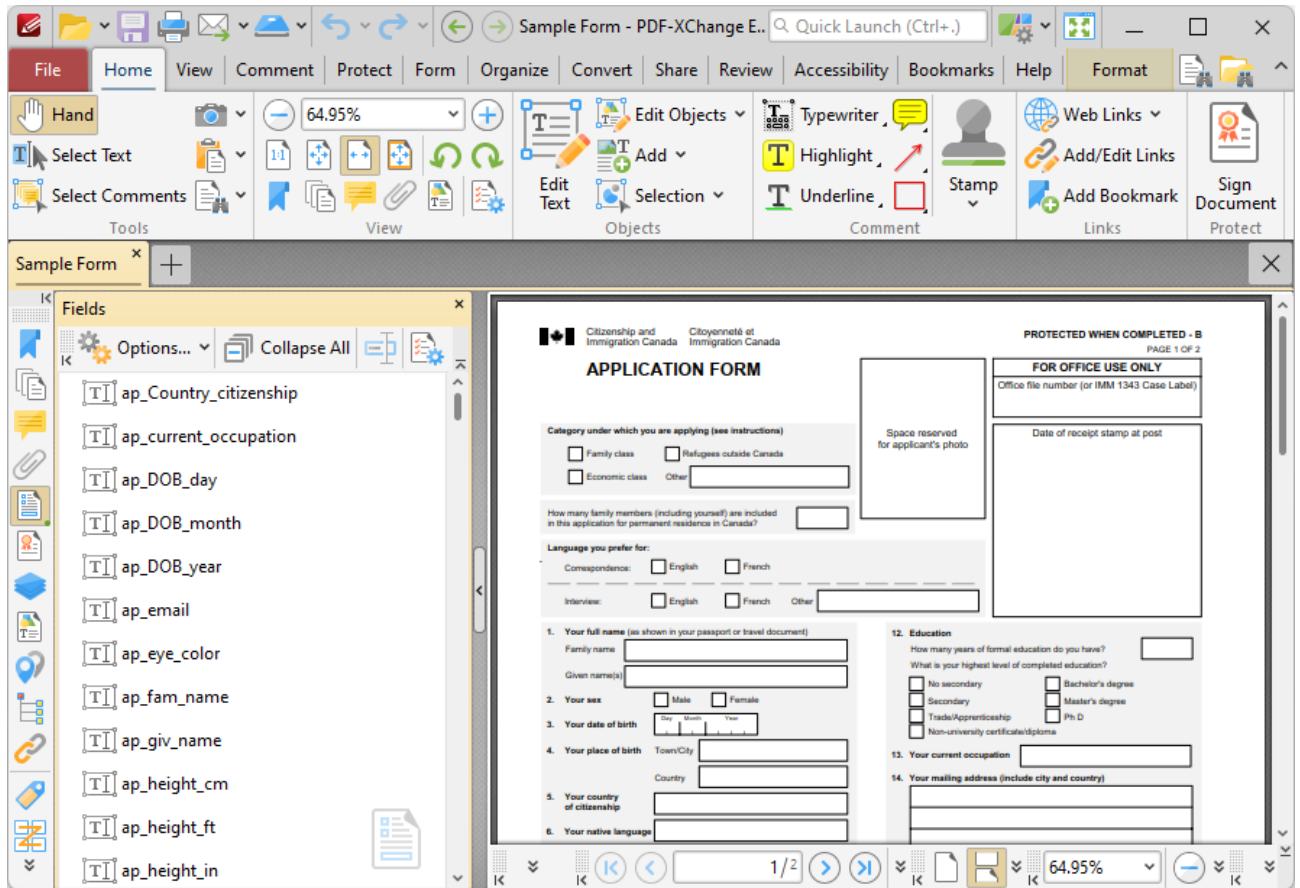 Sample Form - PDF-XChange E..
Quick Launch (Ctrl+.)
File
Home
View
Comment
Protect
Form
Organize
Convert
Share
Review
Accessibility
Bookmarks
Help
Format
Hand
Select Text
Select Comments
Tools
64.95%
1:1
View
Edit Text
Edit Objects
Add
Selection
Objects
Typewriter
Highlight
Underline
Stamp
Comment
Web Links
Add/Edit Links
Add Bookmark
Links
Sign Document
Protect
Sample Form
Fields
Options...
Collapse All
ap_Country_citizenship
ap_current_occupation
ap_DOB_day
ap_DOB_month
ap_DOB_year
ap_email
ap_eye_color
ap_fam_name
ap_giv_name
ap_height_cm
ap_height_ft
ap_height_in
Citizenship and Immigration Canada
Citoyenneté et Immigration Canada
PROTECTED WHEN COMPLETED - B
PAGE 1 OF 2
APPLICATION FORM
FOR OFFICE USE ONLY
Office file number (or IMM 1343 Case Label)
Space reserved for applicant's photo
Date of receipt stamp at post
Category under which you are applying (see instructions)
Family class
Refugees outside Canada
Economic class
Other
How many family members (including yourself) are included
in this application for permanent residence in Canada?
Language you prefer for:
Correspondence: English French
Interview: English French Other
1. Your full name (as shown in your passport or travel document)
Family name
Given name(s)
2. Your sex Male Female
3. Your date of birth Day Month Year
4. Your place of birth Town/City
Country
5. Your country
of citizenship
6. Your native language
12. Education
How many years of formal education do you have?
What is your highest level of completed education?
No secondary
Bachelor's degree
Secondary
Master's degree
Trade/Apprenticeship
Ph D
Non-university certificate/diploma
13. Your current occupation
14. Your mailing address (include city and country)
1/2
64.95%